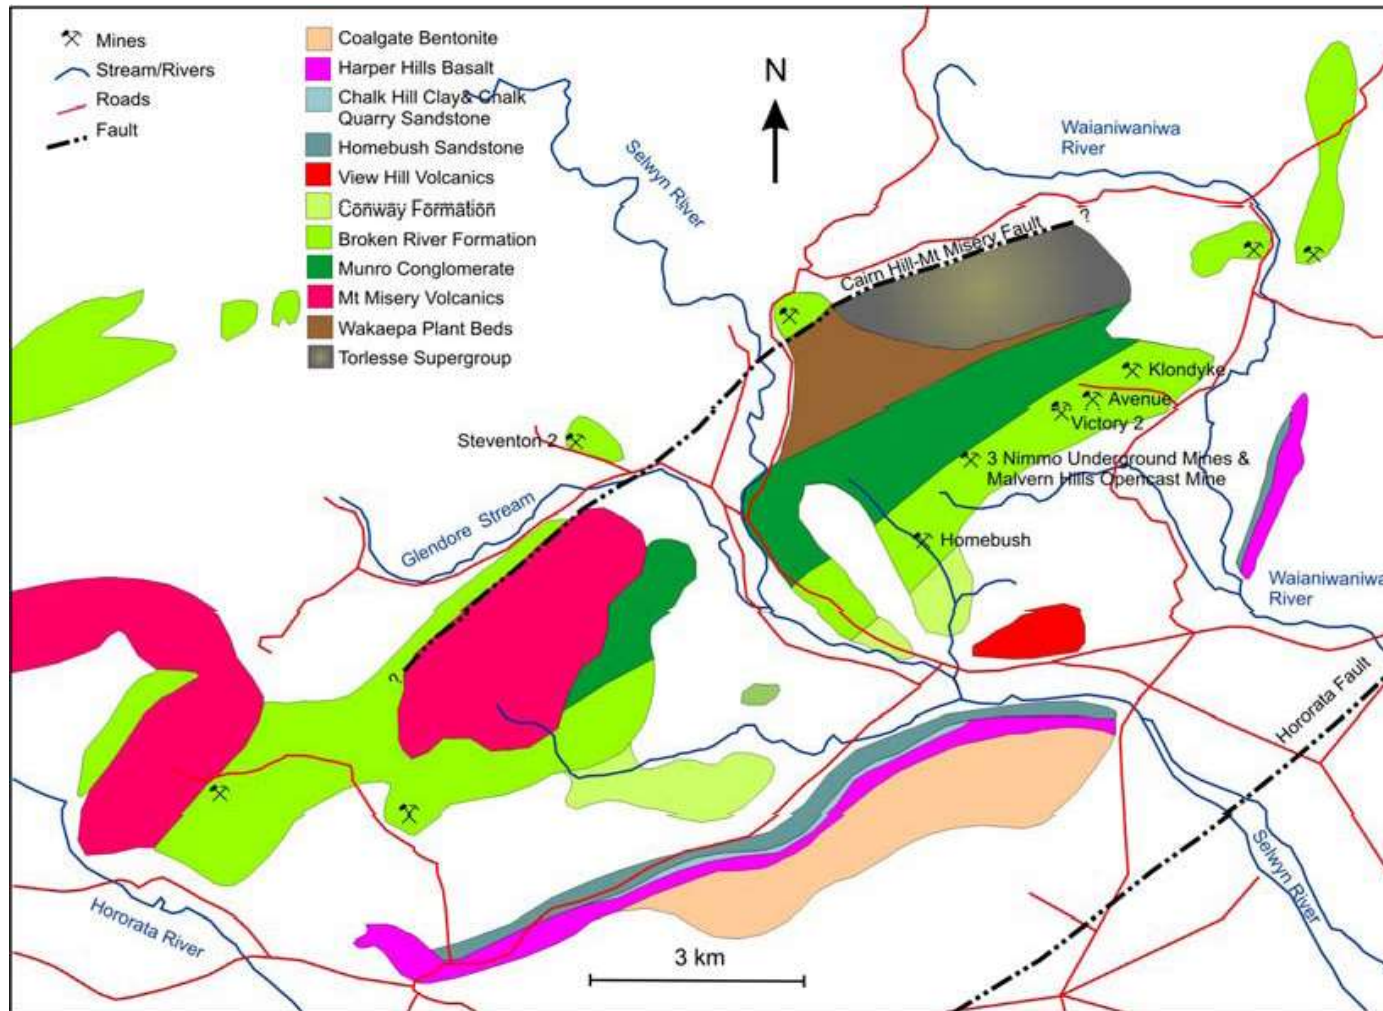 Mines
Stream/Rivers
Roads
Fault
Coalgate Bentonite
Harper Hills Basalt
Chalk Hill Clay& Chalk
Quarry Sandstone
Homebush Sandstone
View Hill Volcanics
Conway Formation
Broken River Formation
Munro Conglomerate
Mt Misery Volcanics
Wakaepa Plant Beds
Torlesse Supergroup
N
Selwyn River
Waianiwaniwa
River
Cairn Hill-Mt Misery Fault
?
Klondyke
Avenue
Victory 2
Steventon 2
3 Nimmo Underground Mines &
Malvern Hills Opencast Mine
Glendore Stream
Homebush
Waianiwaniwa
River
?
Hororata Fault
Hororata River
Selwyn River
3 km